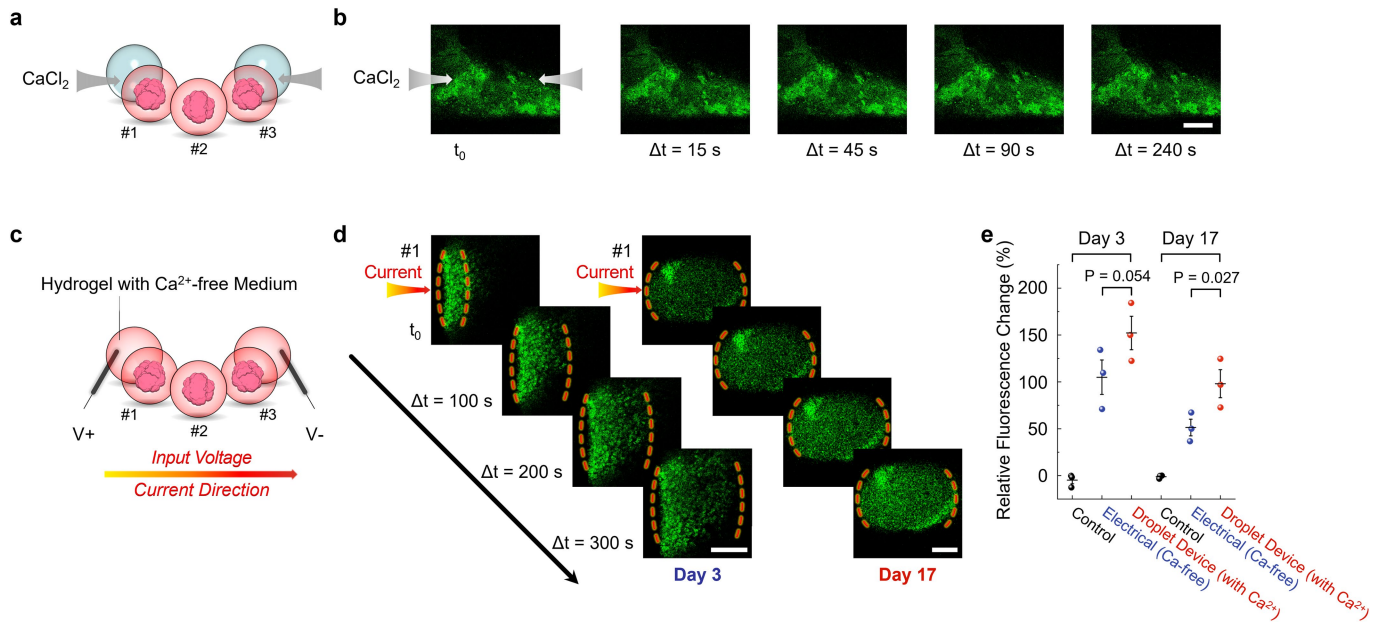 a
CaCl₂
#1
#2
#3
b
CaCl₂
t₀
Δt = 15 s
Δt = 45 s
Δt = 90 s
Δt = 240 s
c
Hydrogel with Ca²⁺-free Medium
#1
#2
#3
V+
V-
Input Voltage
Current Direction
d
#1
Current
t₀
#1
Current
Δt = 100 s
Δt = 200 s
Δt = 300 s
Day 3
Day 17
e
Day 3
Day 17
P = 0.054
P = 0.027
Relative Fluorescence Change (%)
200
150
100
50
0
Control
Electrical (Ca-free)
Droplet Device (with Ca²⁺)
Control
Electrical (Ca-free)
Droplet Device (with Ca²⁺)